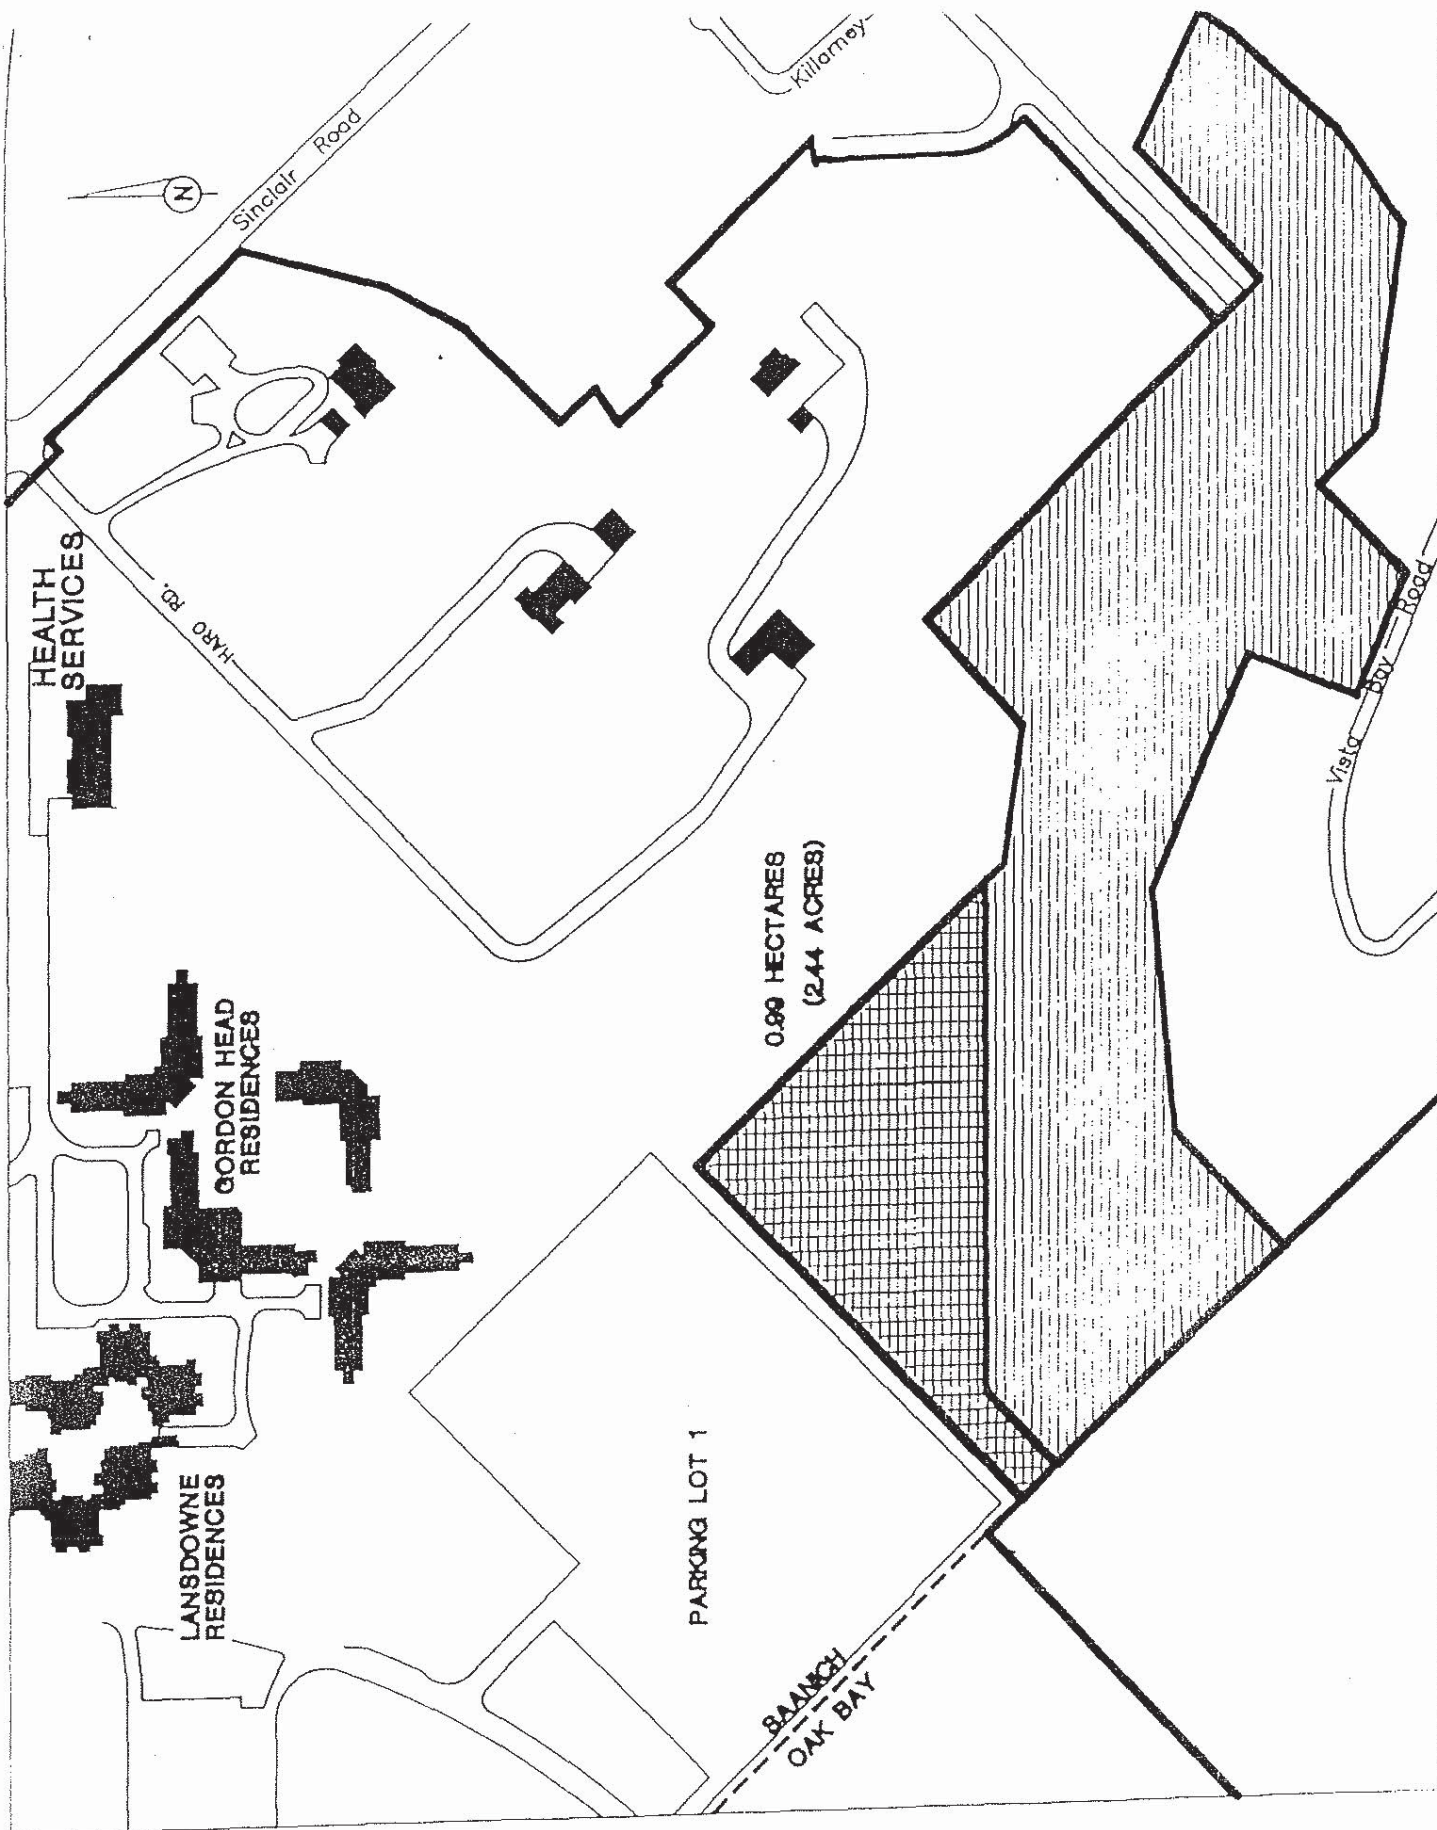 Killarney
Sinclair Road
N
HEALTH
SERVICES
HARO RD.
GORDON HEAD
RESIDENCES
0.99 HECTARES
(2.44 ACRES)
LANSDOWNE
RESIDENCES
PARKING LOT 1
SAANICH
OAK BAY
Vista Bay Road